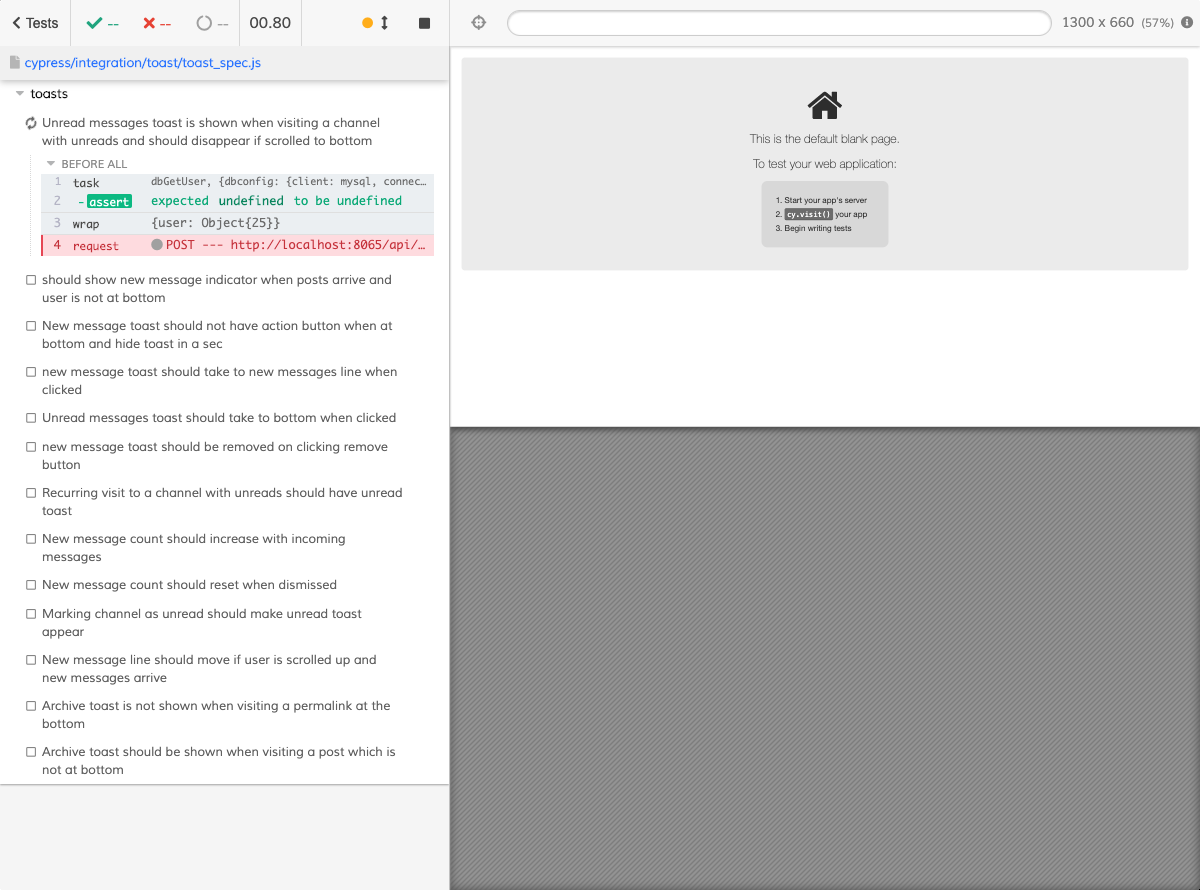 Tests -- -- -- 00.80
1300 x 660 (57%)
cypress/integration/toast/toast_spec.js
toasts
Unread messages toast is shown when visiting a channel
with unreads and should disappear if scrolled to bottom
BEFORE ALL
1 task dbGetUser, {dbconfig: {client: mysql, connec…
2 -assert expected undefined to be undefined
3 wrap {user: Object{25}}
4 request POST --- http://localhost:8065/api/…
should show new message indicator when posts arrive and
user is not at bottom
New message toast should not have action button when at
bottom and hide toast in a sec
new message toast should take to new messages line when
clicked
Unread messages toast should take to bottom when clicked
new message toast should be removed on clicking remove
button
Recurring visit to a channel with unreads should have unread
toast
New message count should increase with incoming
messages
New message count should reset when dismissed
Marking channel as unread should make unread toast
appear
New message line should move if user is scrolled up and
new messages arrive
Archive toast is not shown when visiting a permalink at the
bottom
Archive toast should be shown when visiting a post which is
not at bottom
This is the default blank page.
To test your web application:
1. Start your app's server
2. cy.visit() your app
3. Begin writing tests